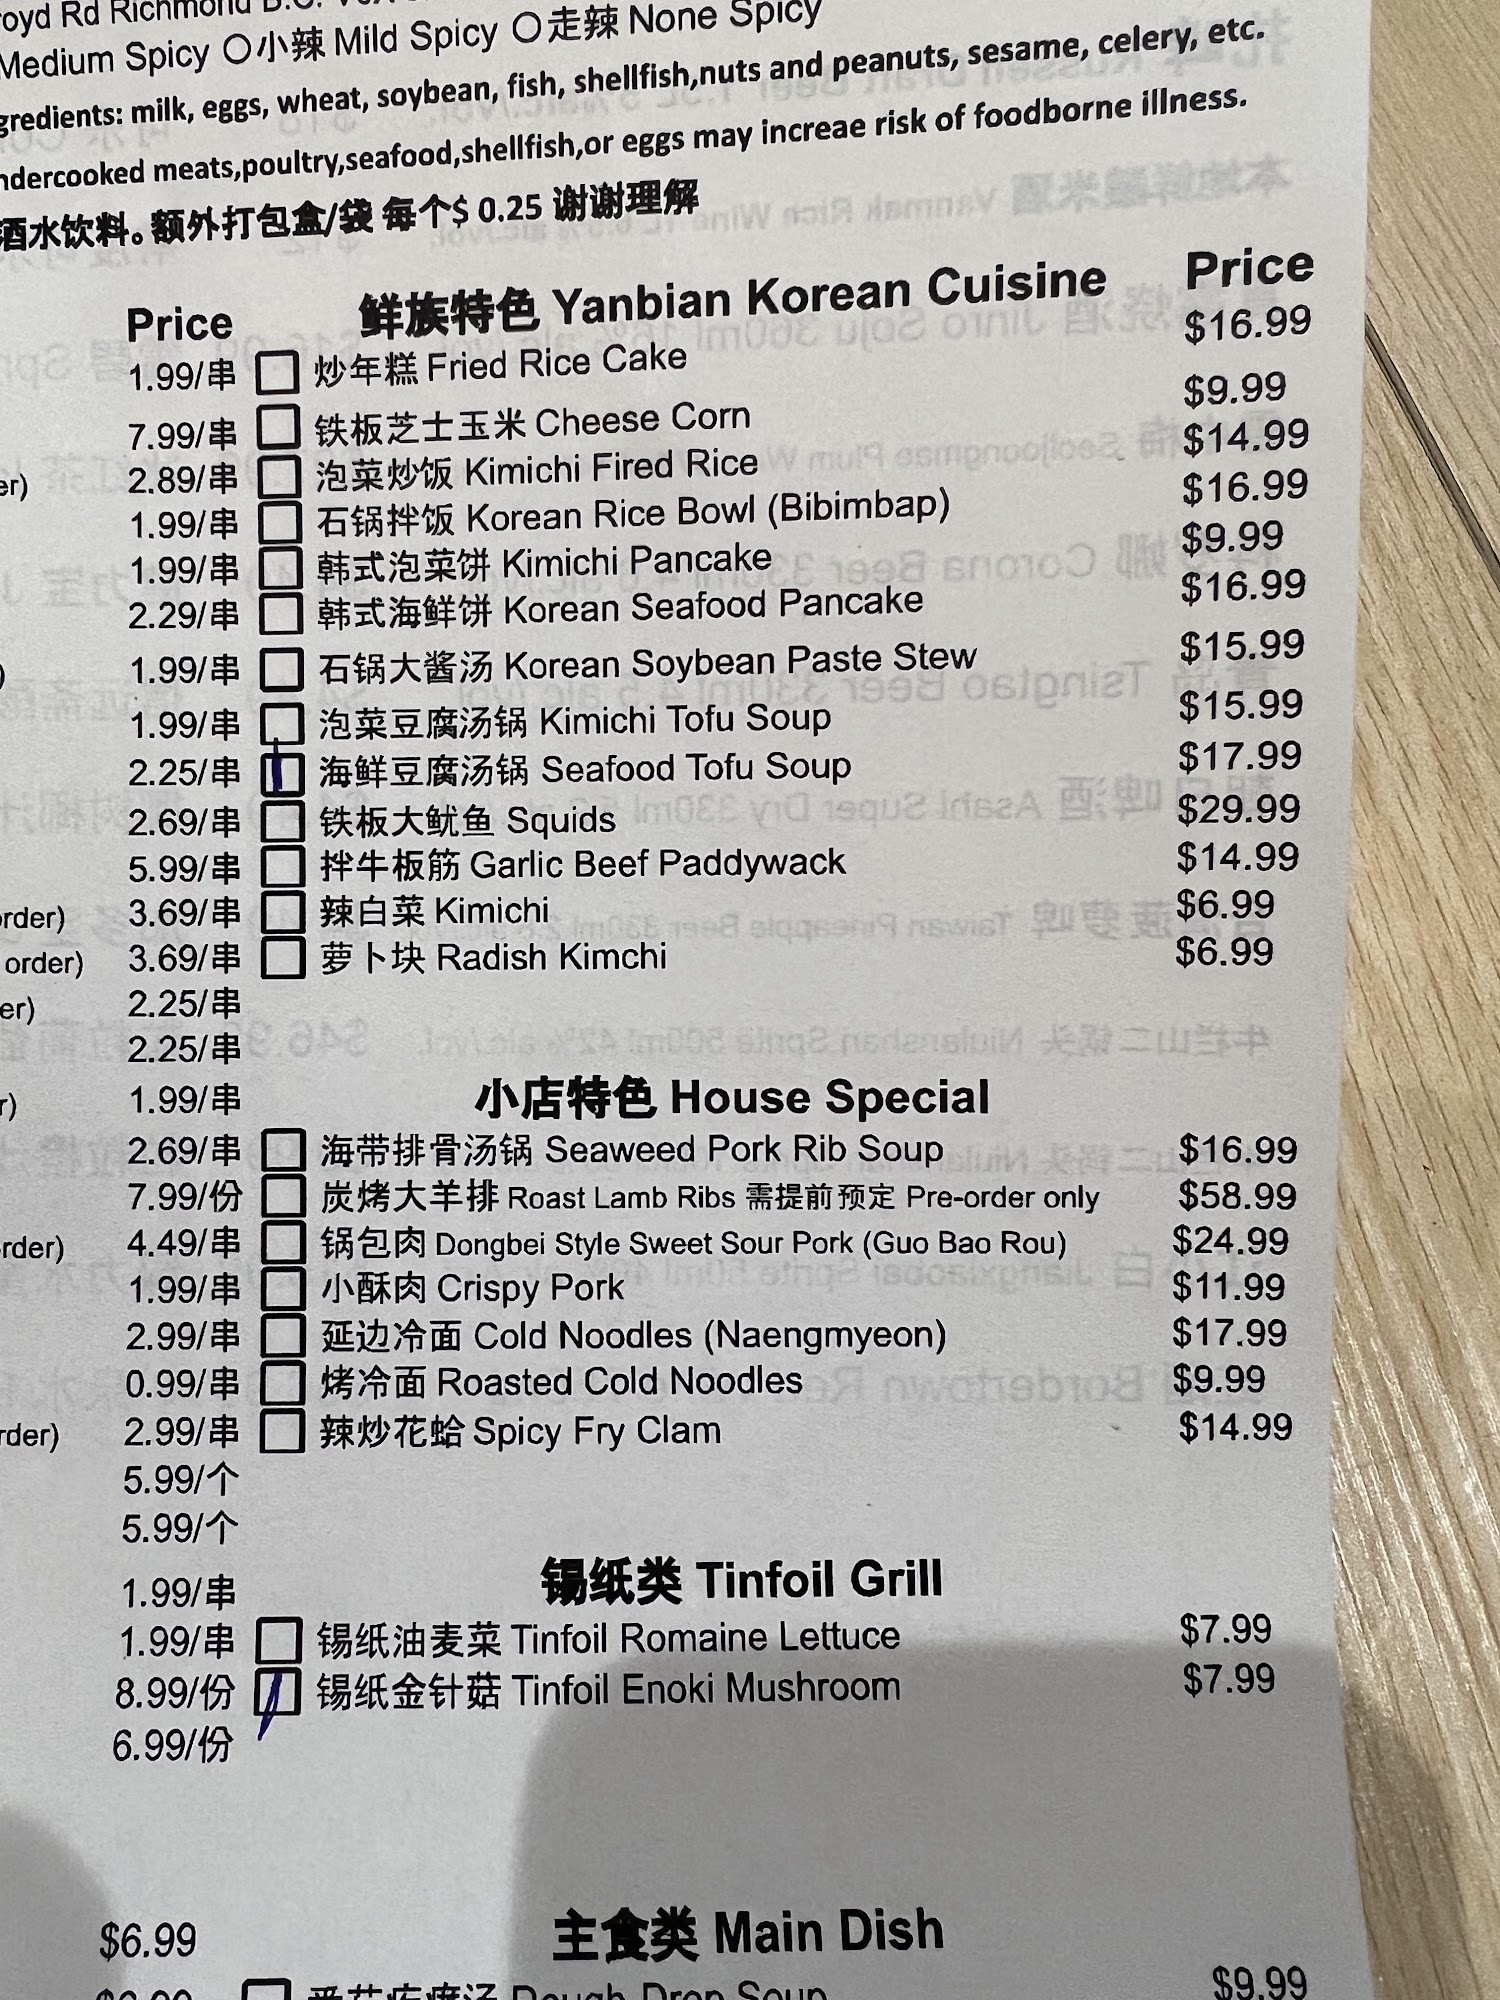 oyd Rd Richmond B.C.
Medium Spicy 〇小辣 Mild Spicy 〇走辣 None Spicy
gredients: milk, eggs, wheat, soybean, fish, shellfish,nuts and peanuts, sesame, celery, etc.
ndercooked meats,poultry,seafood,shellfish,or eggs may increae risk of foodborne illness.
酒水饮料。额外打包盒/袋 每个$ 0.25 谢谢理解
Price 鲜族特色 Yanbian Korean Cuisine Price
1.99/串 炒年糕 Fried Rice Cake $16.99
7.99/串 铁板芝士玉米 Cheese Corn $9.99
er) 2.89/串 泡菜炒饭 Kimichi Fired Rice $14.99
1.99/串 石锅拌饭 Korean Rice Bowl (Bibimbap) $16.99
1.99/串 韩式泡菜饼 Kimichi Pancake $9.99
2.29/串 韩式海鲜饼 Korean Seafood Pancake $16.99
) 1.99/串 石锅大酱汤 Korean Soybean Paste Stew $15.99
1.99/串 泡菜豆腐汤锅 Kimichi Tofu Soup $15.99
2.25/串 海鲜豆腐汤锅 Seafood Tofu Soup $17.99
2.69/串 铁板大鱿鱼 Squids $29.99
5.99/串 拌牛板筋 Garlic Beef Paddywack $14.99
order) 3.69/串 辣白菜 Kimichi $6.99
order) 3.69/串 萝卜块 Radish Kimchi $6.99
er) 2.25/串
2.25/串
r) 1.99/串 小店特色 House Special
2.69/串 海带排骨汤锅 Seaweed Pork Rib Soup $16.99
7.99/份 炭烤大羊排 Roast Lamb Ribs 需提前预定 Pre-order only $58.99
rder) 4.49/串 锅包肉 Dongbei Style Sweet Sour Pork (Guo Bao Rou) $24.99
1.99/串 小酥肉 Crispy Pork $11.99
2.99/串 延边冷面 Cold Noodles (Naengmyeon) $17.99
0.99/串 烤冷面 Roasted Cold Noodles $9.99
rder) 2.99/串 辣炒花蛤 Spicy Fry Clam $14.99
5.99/个
5.99/个
1.99/串 锡纸类 Tinfoil Grill
1.99/串 锡纸油麦菜 Tinfoil Romaine Lettuce $7.99
8.99/份 锡纸金针菇 Tinfoil Enoki Mushroom $7.99
6.99/份
$6.99 主食类 Main Dish
Dough Drop Soup $9.99